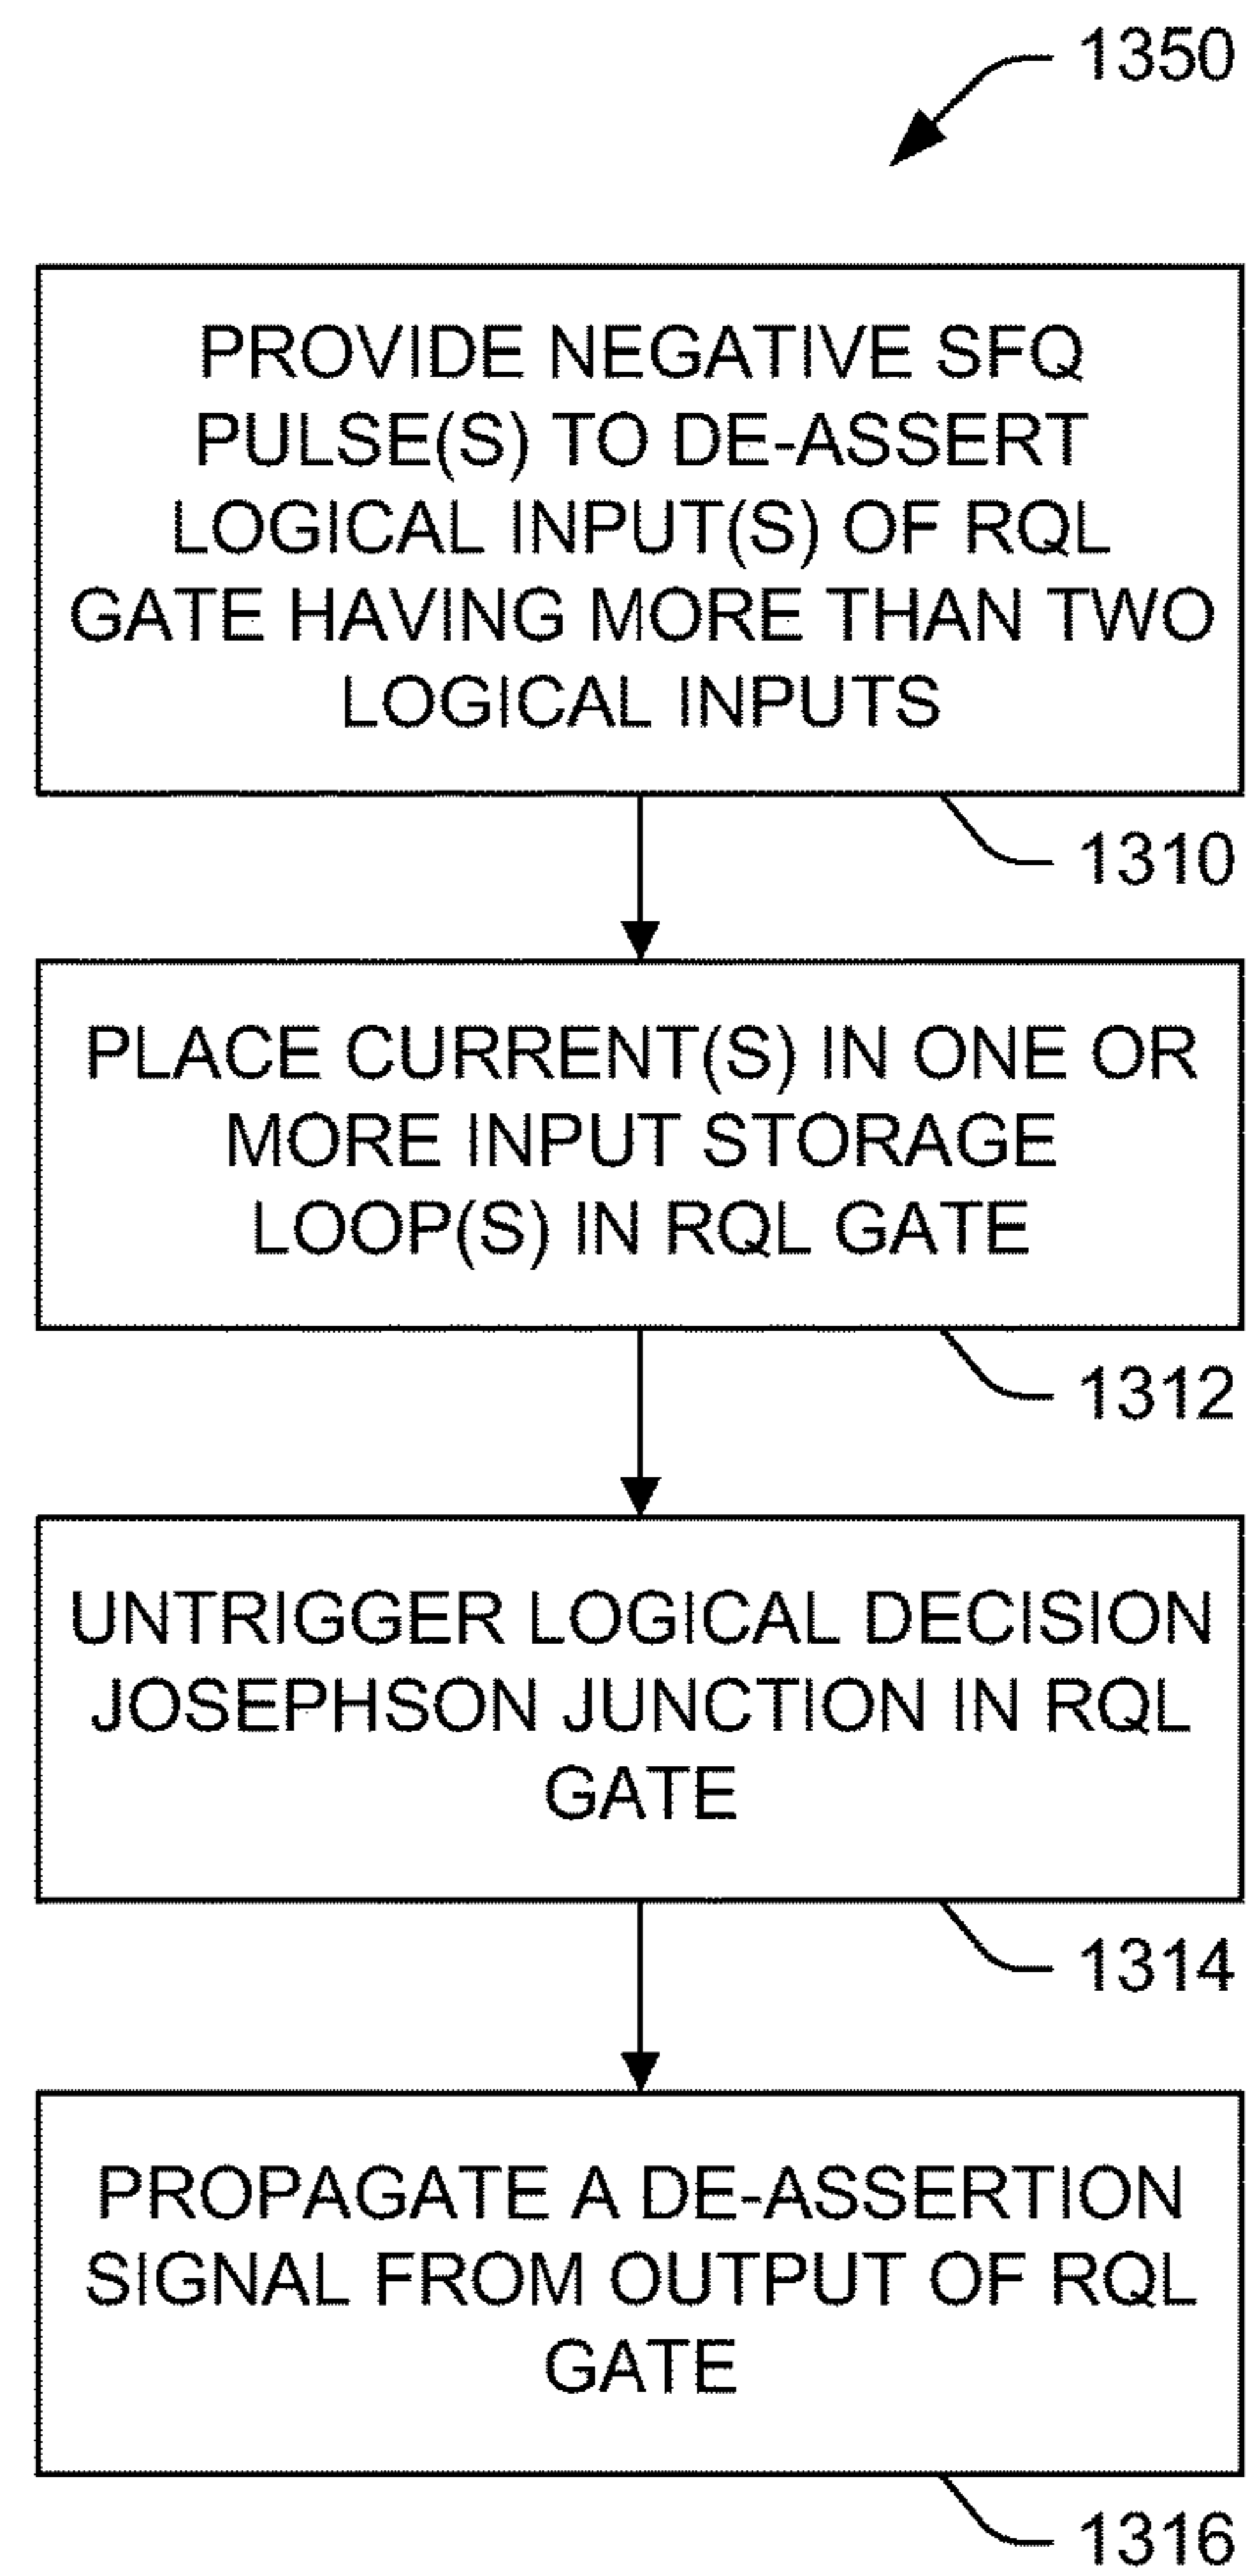 1350
PROVIDE NEGATIVE SFQ
PULSE(S) TO DE-ASSERT
LOGICAL INPUT(S) OF RQL
GATE HAVING MORE THAN TWO
LOGICAL INPUTS
1310
PLACE CURRENT(S) IN ONE OR
MORE INPUT STORAGE
LOOP(S) IN RQL GATE
1312
UNTRIGGER LOGICAL DECISION
JOSEPHSON JUNCTION IN RQL
GATE
1314
PROPAGATE A DE-ASSERTION
SIGNAL FROM OUTPUT OF RQL
GATE
1316